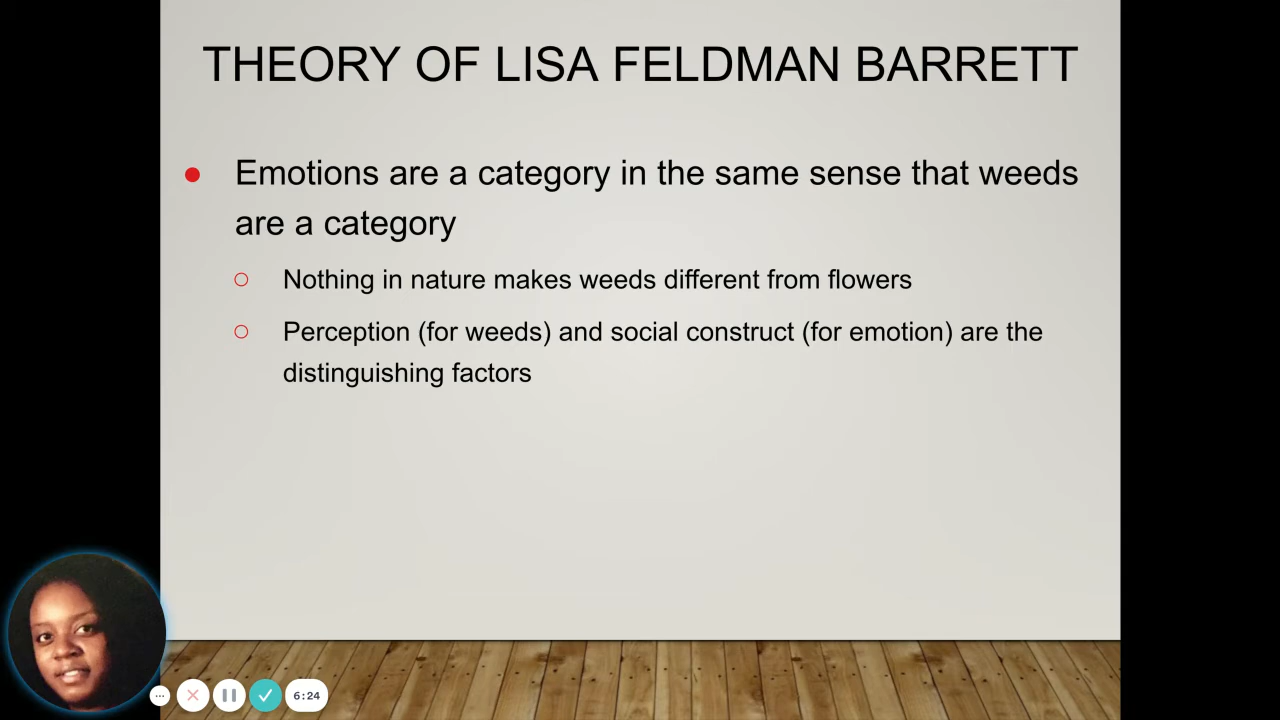 THEORY OF LISA FELDMAN BARRETT
● Emotions are a category in the same sense that weeds
are a category
○ Nothing in nature makes weeds different from flowers
○ Perception (for weeds) and social construct (for emotion) are the
distinguishing factors
6:24